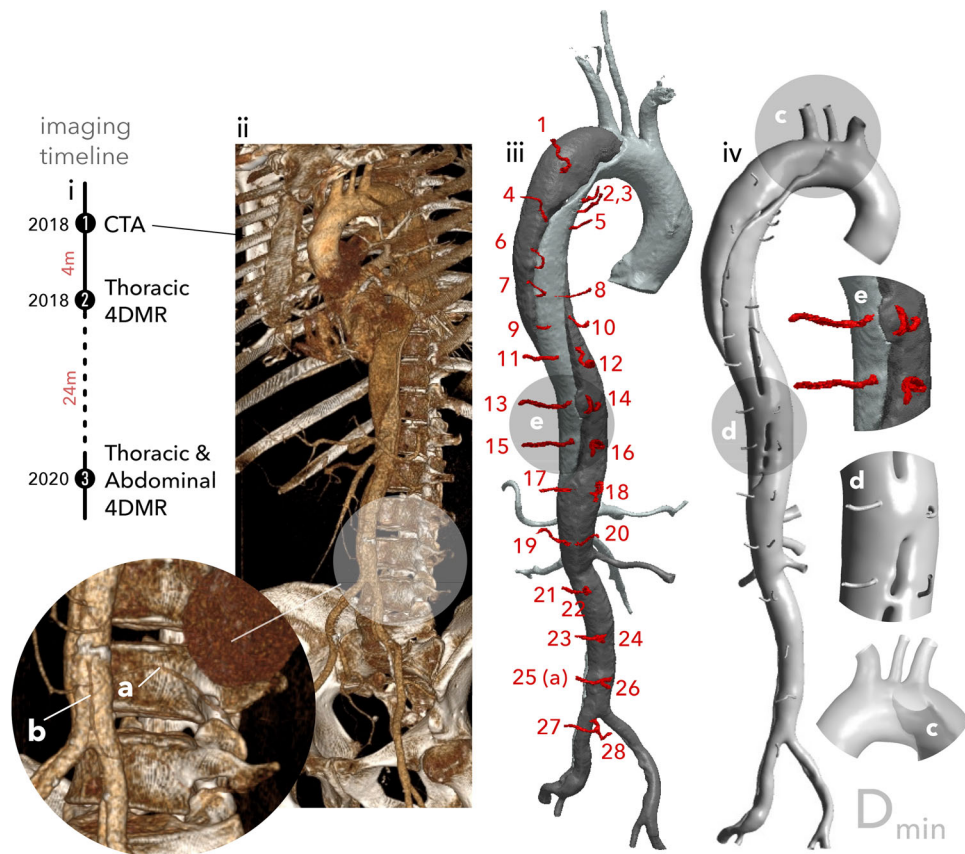 imaging
timeline
i
2018 1 CTA
4m
2018 2 Thoracic
4DMR
24m
2020 3 Thoracic &
Abdominal
4DMR
ii
a
b
iii
1
2,3
4
5
6
7
8
9
10
11
12
13
14
e
15
16
17
18
19
20
21
22
23
24
25 (a)
26
27
28
iv
c
d
e
d
c
D min